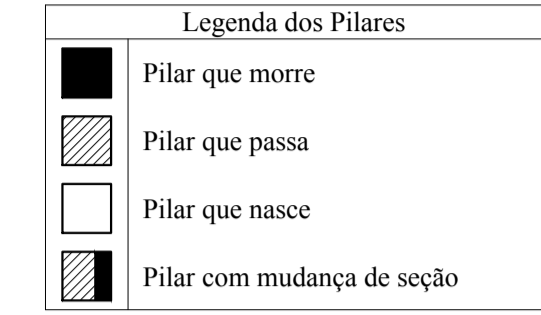 Legenda dos Pilares
Pilar que morre
Pilar que passa
Pilar que nasce
Pilar com mudança de seção